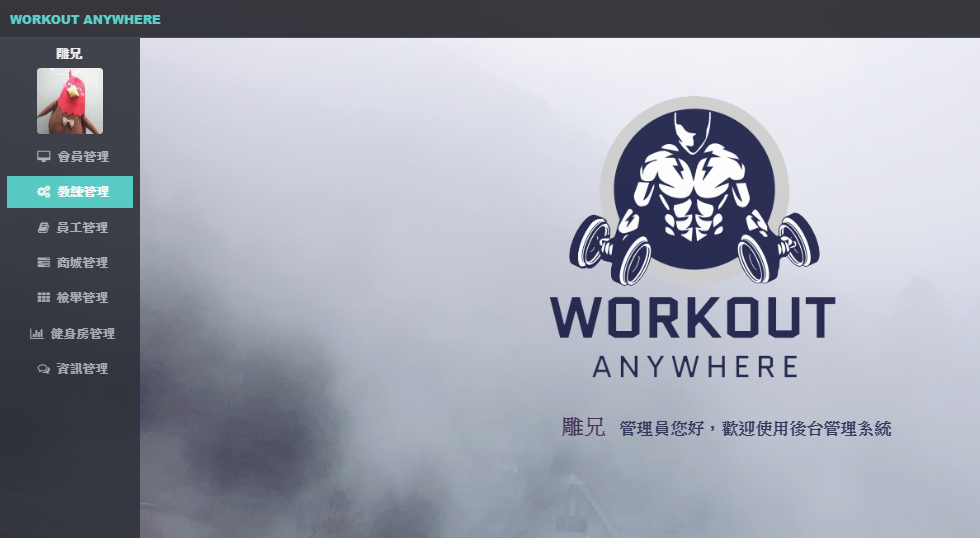 WORKOUT ANYWHERE
雕兄
會員管理
教練管理
員工管理
商城管理
檢舉管理
健身房管理
資訊管理
WORKOUT
ANYWHERE
雕兄 管理員您好，歡迎使用後台管理系統